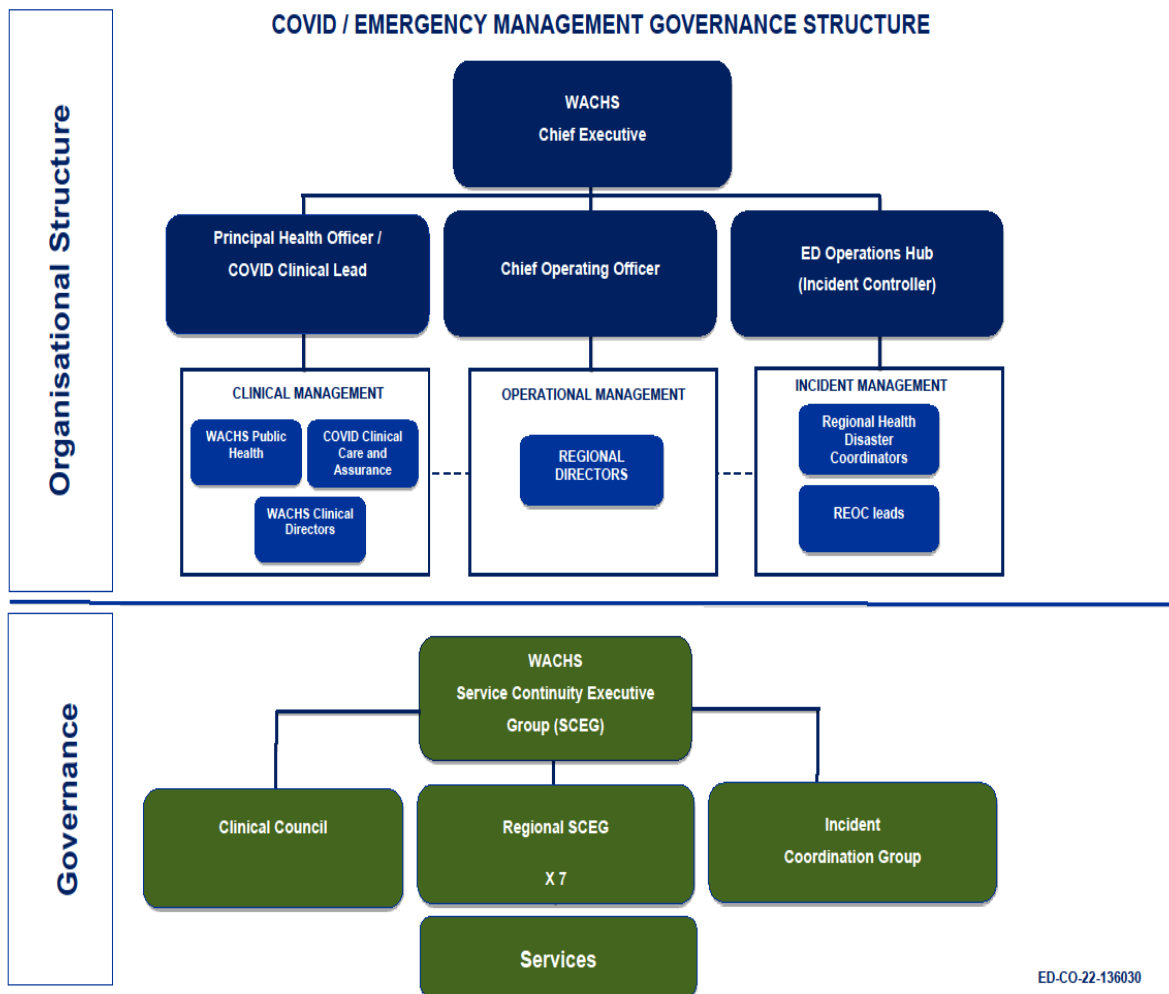 COVID / EMERGENCY MANAGEMENT GOVERNANCE STRUCTURE
Organisational Structure
WACHS
Chief Executive
Principal Health Officer /
COVID Clinical Lead
Chief Operating Officer
ED Operations Hub
(Incident Controller)
CLINICAL MANAGEMENT
WACHS Public
Health
COVID Clinical
Care and
Assurance
WACHS Clinical
Directors
OPERATIONAL MANAGEMENT
REGIONAL
DIRECTORS
INCIDENT MANAGEMENT
Regional Health
Disaster
Coordinators
REOC leads
Governance
WACHS
Service Continuity Executive
Group (SCEG)
Clinical Council
Regional SCEG
X 7
Incident
Coordination Group
Services
ED-CO-22-136030